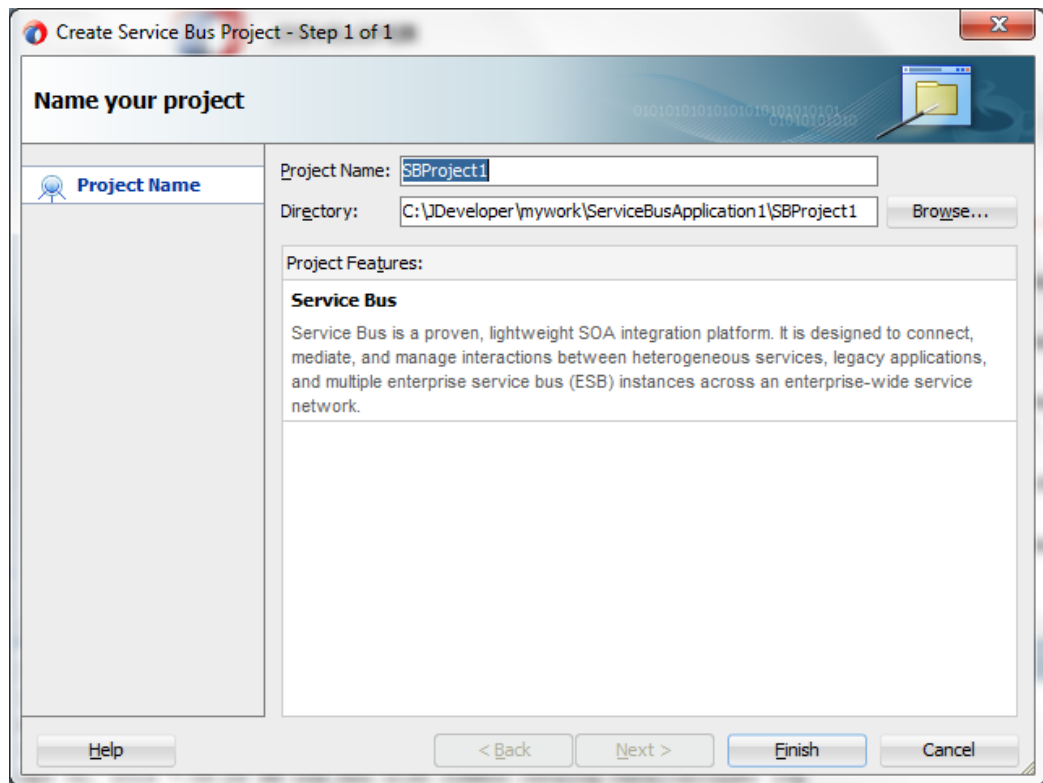 Create Service Bus Project - Step 1 of 1
Name your project
Project Name
Project Name: SBProject1
Directory: C:\JDeveloper\mywork\ServiceBusApplication1\SBProject1 Browse...
Project Features:
Service Bus
Service Bus is a proven, lightweight SOA integration platform. It is designed to connect,
mediate, and manage interactions between heterogeneous services, legacy applications,
and multiple enterprise service bus (ESB) instances across an enterprise-wide service
network.
Help < Back Next > Finish Cancel